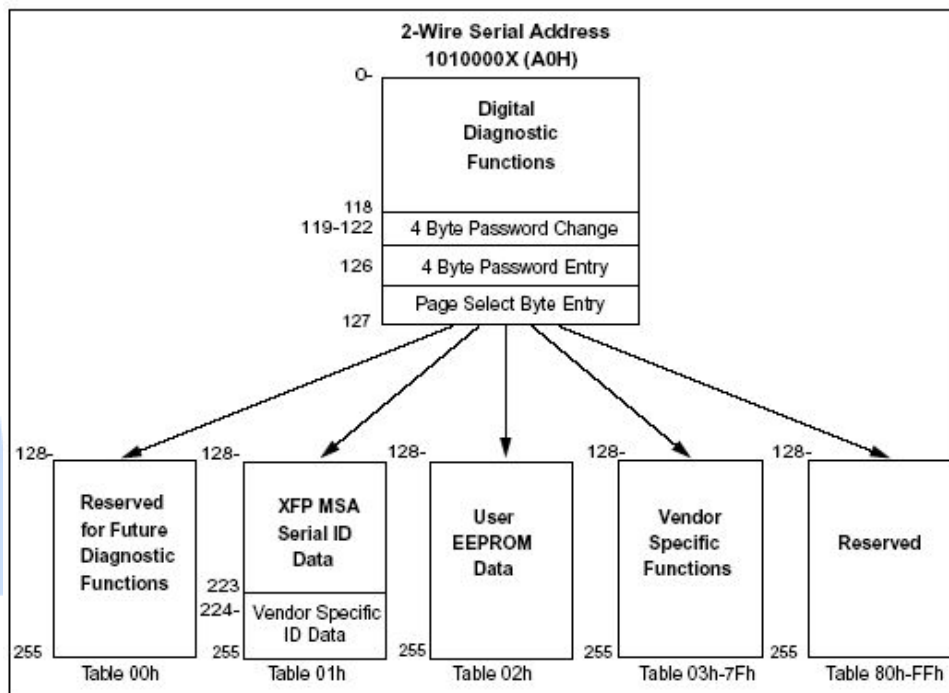 2-Wire Serial Address
1010000X (A0H)
0-
Digital
Diagnostic
Functions
118
119-122
4 Byte Password Change
126
4 Byte Password Entry
Page Select Byte Entry
127
128-
Reserved
for Future
Diagnostic
Functions
255
Table 00h
128-
XFP MSA
Serial ID
Data
223
224-
Vendor Specific
ID Data
255
Table 01h
128-
User
EEPROM
Data
255
Table 02h
128-
Vendor
Specific
Functions
255
Table 03h-7Fh
128-
Reserved
255
Table 80h-FFh